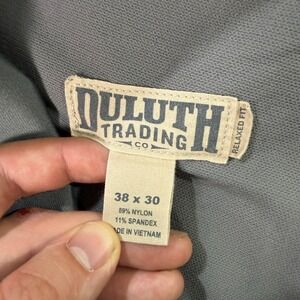 DULUTH
TRADING
CO
RELAXED FIT
38 x 30
89% NYLON
11% SPANDEX
MADE IN VIETNAM